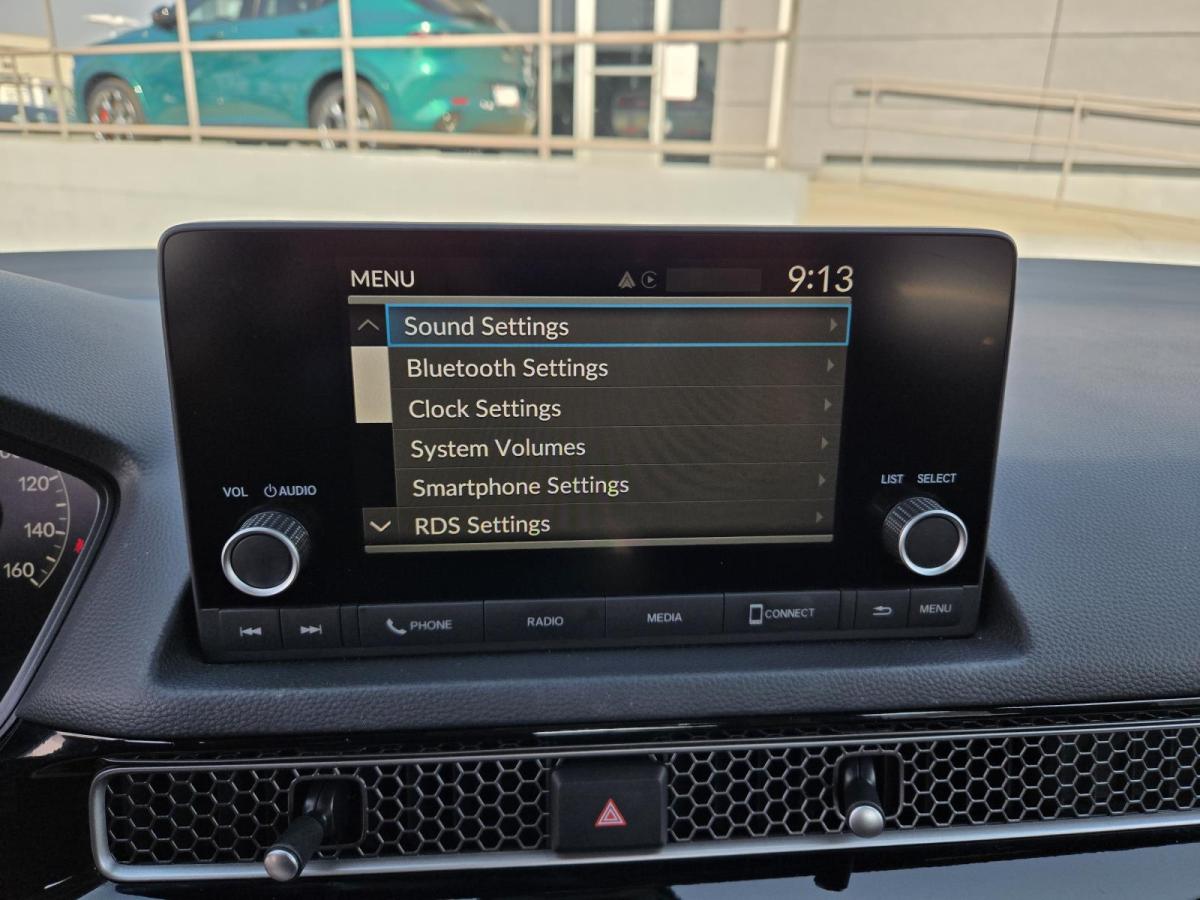 MENU 9:13
Sound Settings
Bluetooth Settings
Clock Settings
System Volumes
Smartphone Settings
RDS Settings
VOL AUDIO
LIST SELECT
PHONE RADIO MEDIA CONNECT MENU
120
140
160